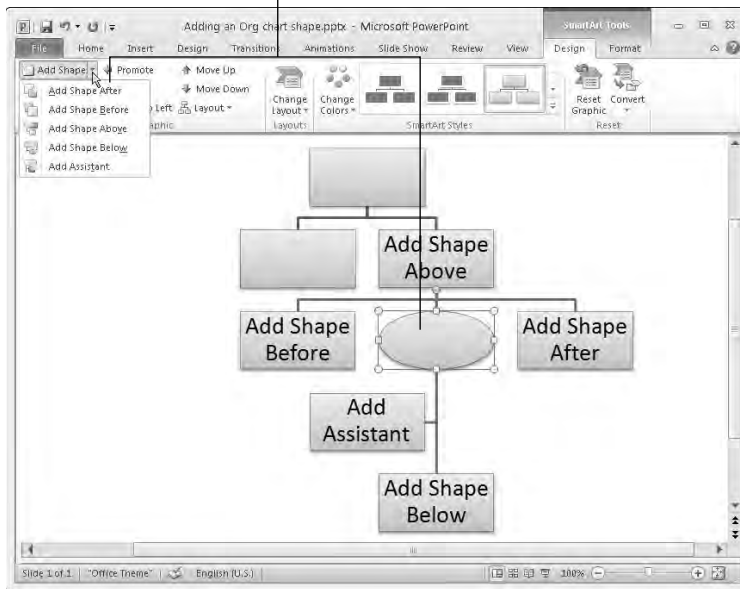 Adding an Org chart shape.pptx - Microsoft PowerPoint
SmartArt Tools
File Home Insert Design Transitions Animations Slide Show Review View Design Format
Add Shape Promote Move Up
Add Shape After
Add Shape Before
Add Shape Above
Add Shape Below
Add Assistant
Move Down
Left Layout
Change Layout
Layouts
Change Colors
SmartArt Styles
Reset Graphic
Convert
Reset
Add Shape
Above
Add Shape
Before
Add Shape
After
Add
Assistant
Add Shape
Below
Slide 1 of 1 "Office Theme" English (U.S.) 100%